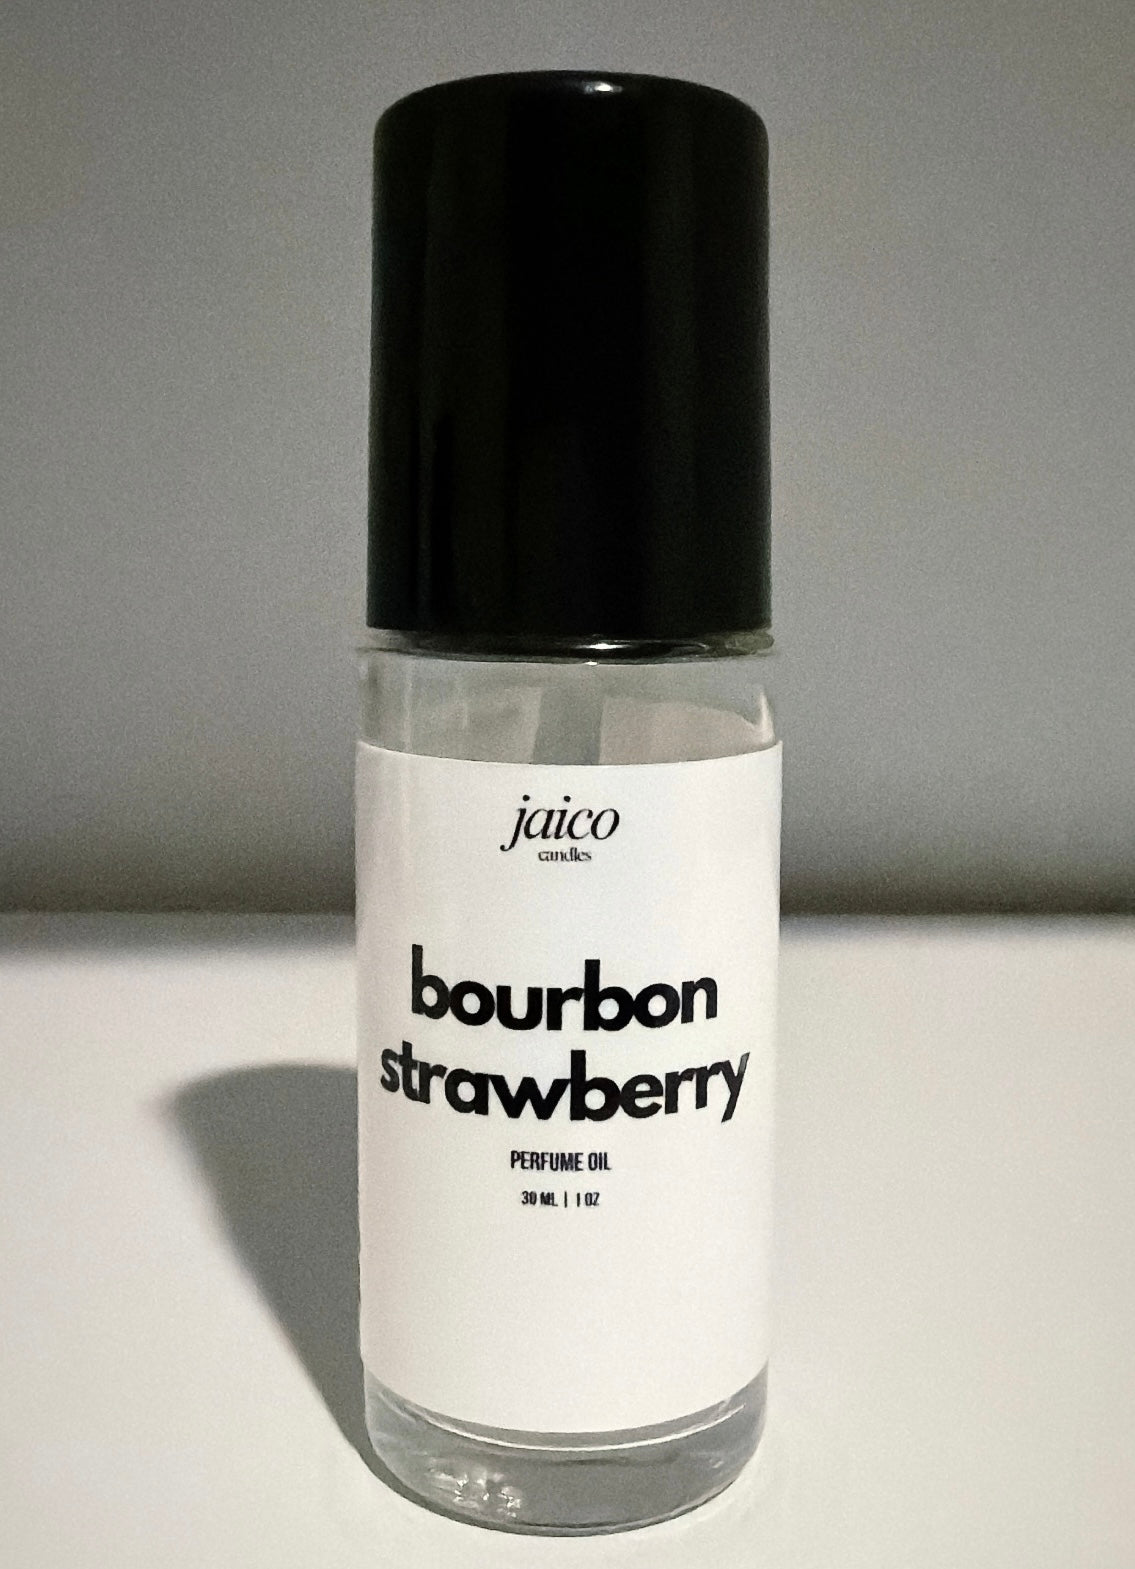 jaico
candles
bourbon
strawberry
PERFUME OIL
30 ML | 1 OZ